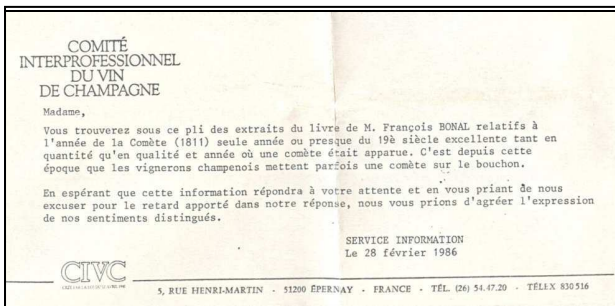 COMITÉ
INTERPROFESSIONNEL
DU VIN
DE CHAMPAGNE
Madame,
Vous trouverez sous ce pli des extraits du livre de M. François BONAL relatifs à
l'année de la Comète (1811) seule année ou presque du 19è siècle excellente tant en
quantité qu'en qualité et année où une comète était apparue. C'est depuis cette
époque que les vignerons champenois mettent parfois une comète sur le bouchon.
En espérant que cette information répondra à votre attente et en vous priant de nous
excuser pour le retard apporté dans notre réponse, nous vous prions d'agréer l'expression
de nos sentiments distingués.
SERVICE INFORMATION
Le 28 février 1986
CIVC
5, RUE HENRI-MARTIN - 51200 ÉPERNAY - FRANCE - TÉL. (26) 54.47.20 - TÉLEX 830 516